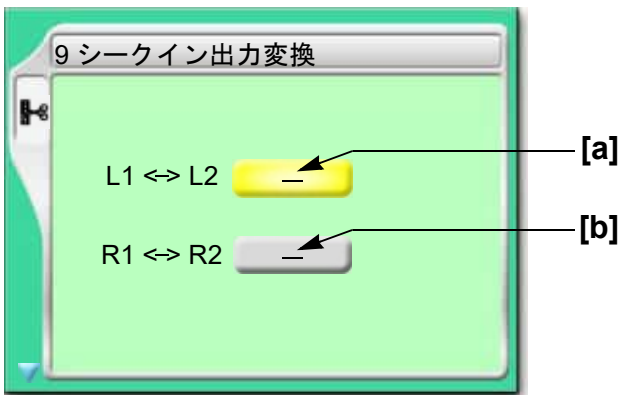 9 シークイン出力変換
L1 <-> L2 — [a]
R1 <-> R2 — [b]